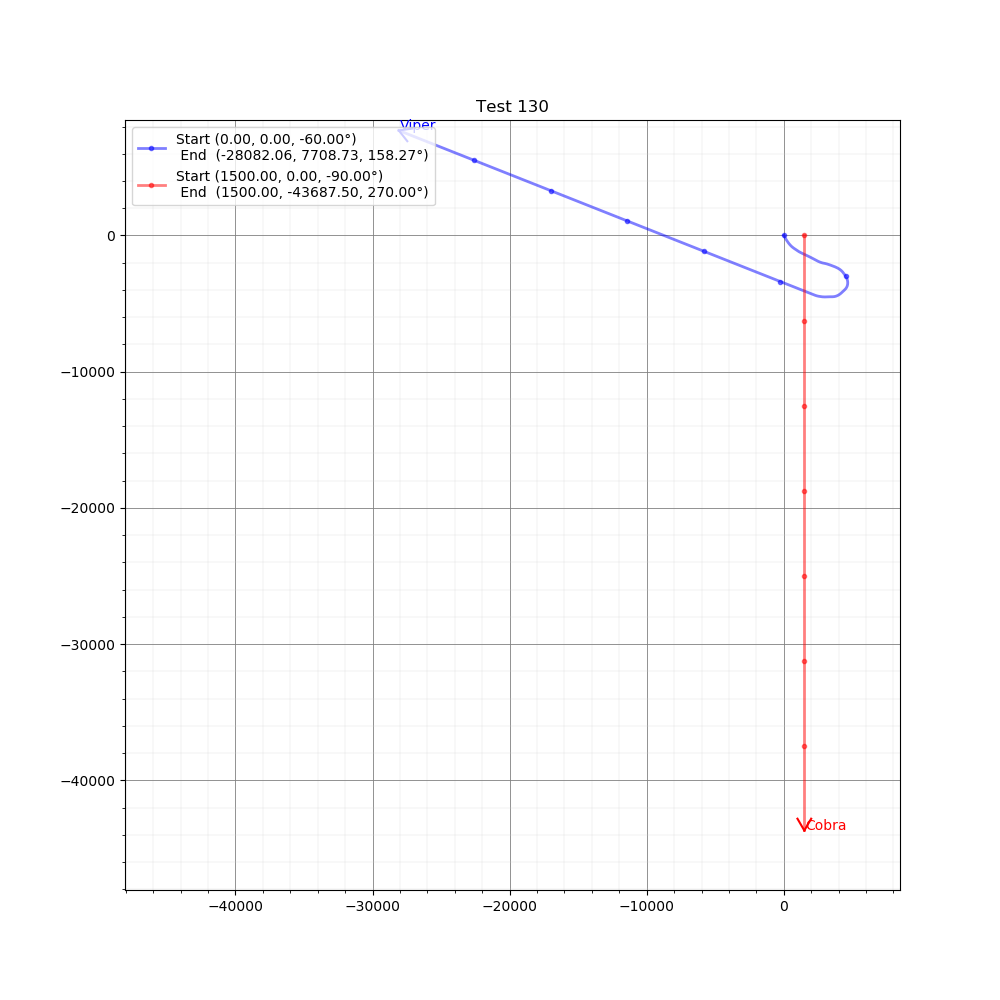 Test 130
Viper
Start (0.00, 0.00, -60.00°)
End  (-28082.06, 7708.73, 158.27°)
Start (1500.00, 0.00, -90.00°)
End  (1500.00, -43687.50, 270.00°)
0
−10000
−20000
−30000
−40000
Cobra
−40000
−30000
−20000
−10000
0